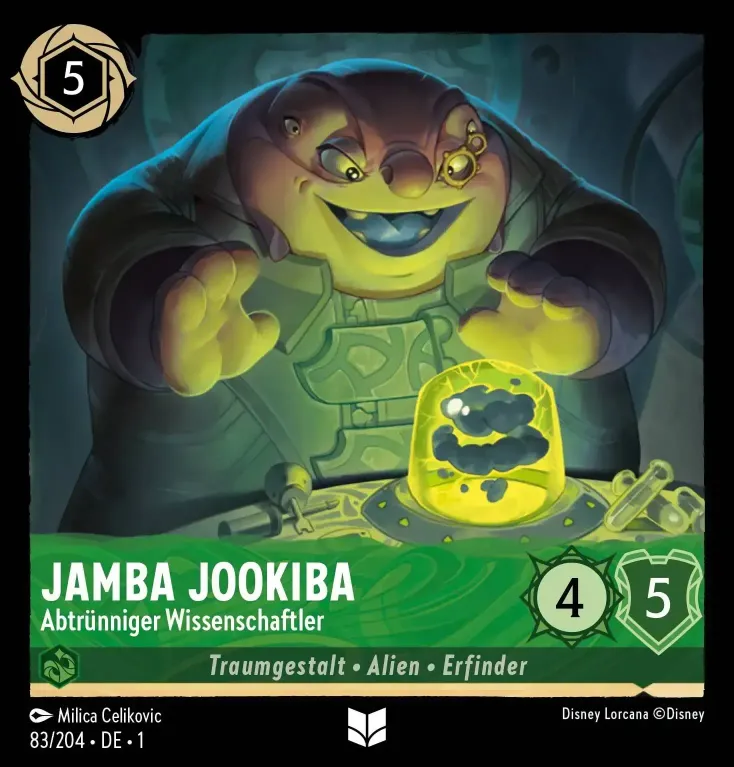 5
JAMBA JOOKIBA
Abtrünniger Wissenschaftler
4
5
Traumgestalt • Alien • Erfinder
Milica Celikovic
Disney Lorcana ©Disney
83/204 • DE • 1